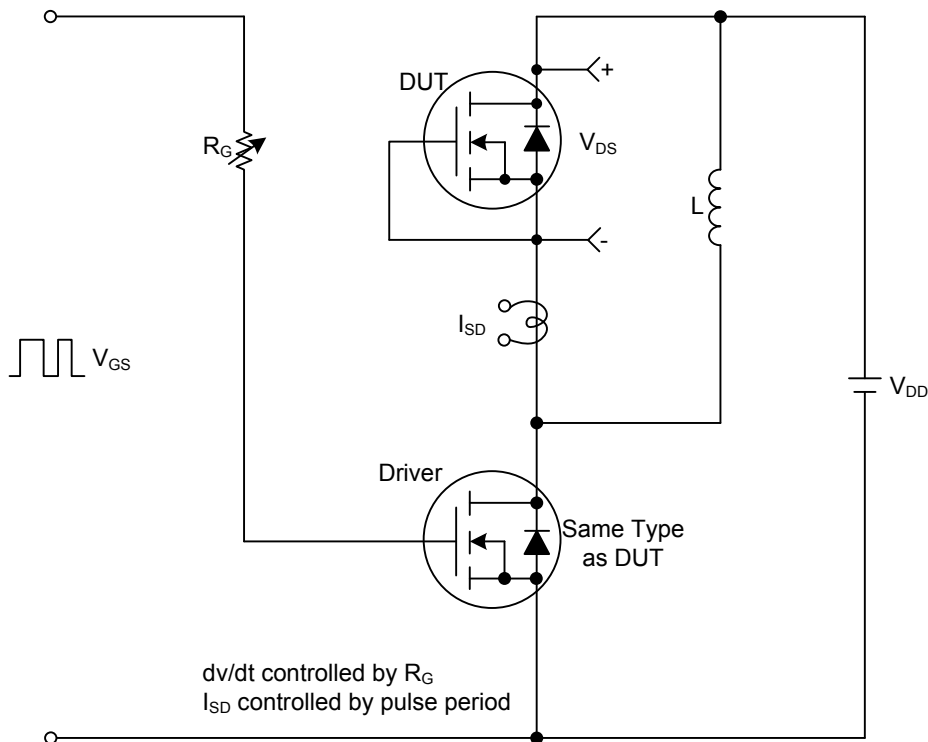 DUT
+
R_G
V_DS
L
-
I_SD
V_GS
V_DD
Driver
Same Type
as DUT
dv/dt controlled by R_G
I_SD controlled by pulse period